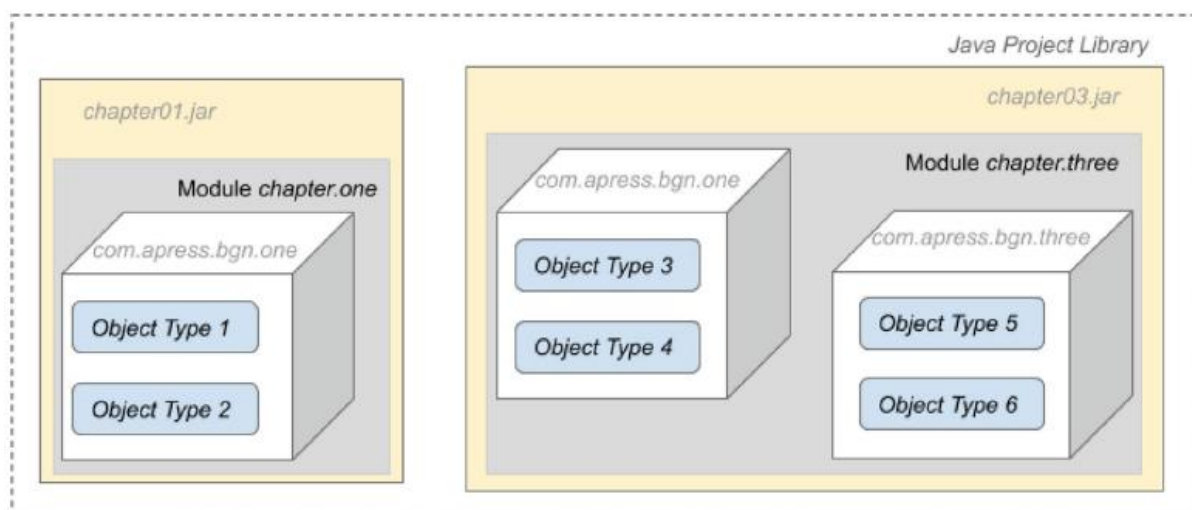 Java Project Library
chapter01.jar
Module chapter.one
com.apress.bgn.one
Object Type 1
Object Type 2
chapter03.jar
Module chapter.three
com.apress.bgn.one
Object Type 3
Object Type 4
com.apress.bgn.three
Object Type 5
Object Type 6